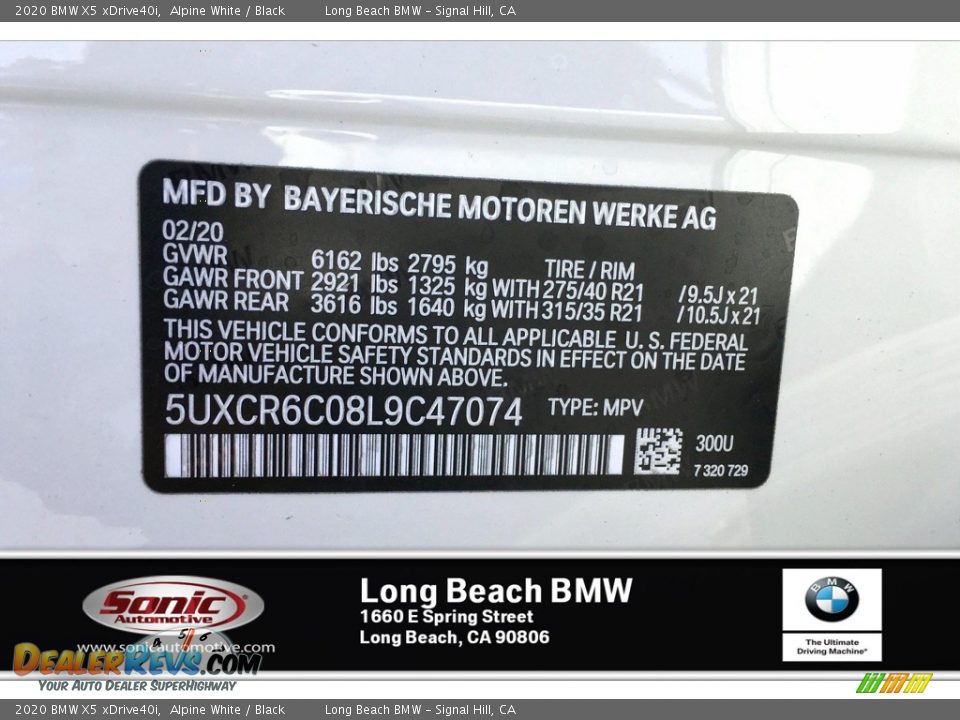 2020 BMW X5 xDrive40i, Alpine White / Black Long Beach BMW - Signal Hill, CA
MFD BY BAYERISCHE MOTOREN WERKE AG
02/20
GVWR 6162 lbs 2795 kg TIRE / RIM
GAWR FRONT 2921 lbs 1325 kg WITH 275/40 R21 / 9.5J x 21
GAWR REAR 3616 lbs 1640 kg WITH 315/35 R21 / 10.5J x 21
THIS VEHICLE CONFORMS TO ALL APPLICABLE U. S. FEDERAL
MOTOR VEHICLE SAFETY STANDARDS IN EFFECT ON THE DATE
OF MANUFACTURE SHOWN ABOVE.
5UXCR6C08L9C47074 TYPE: MPV
300U
7 320 729
Sonic
Automotive
www.sonicautomotive.com
Long Beach BMW
1660 E Spring Street
Long Beach, CA 90806
BMW
The Ultimate
Driving Machine®
4 5 6
DEALERREVS.COM
YOUR AUTO DEALER SUPERHIGHWAY
2020 BMW X5 xDrive40i, Alpine White / Black Long Beach BMW - Signal Hill, CA